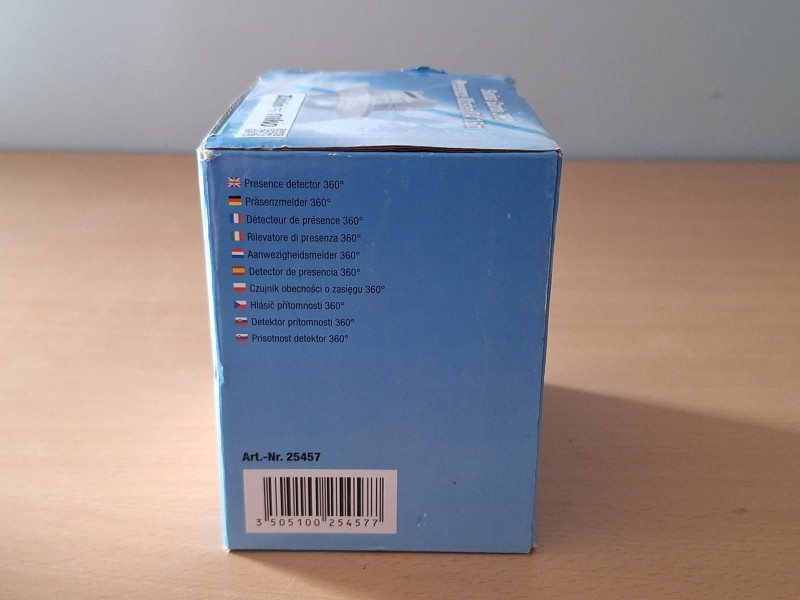 Presence detector 360°
Präsenzmelder 360°
Détecteur de présence 360°
Rilevatore di presenza 360°
Aanwezigheidsmelder 360°
Detector de presencia 360°
Czujnik obecności o zasięgu 360°
Hlásič přítomnosti 360°
Detektor prítomnosti 360°
Prisotnost detektor 360°
Art.-Nr. 25457
3 505100 254577
niko